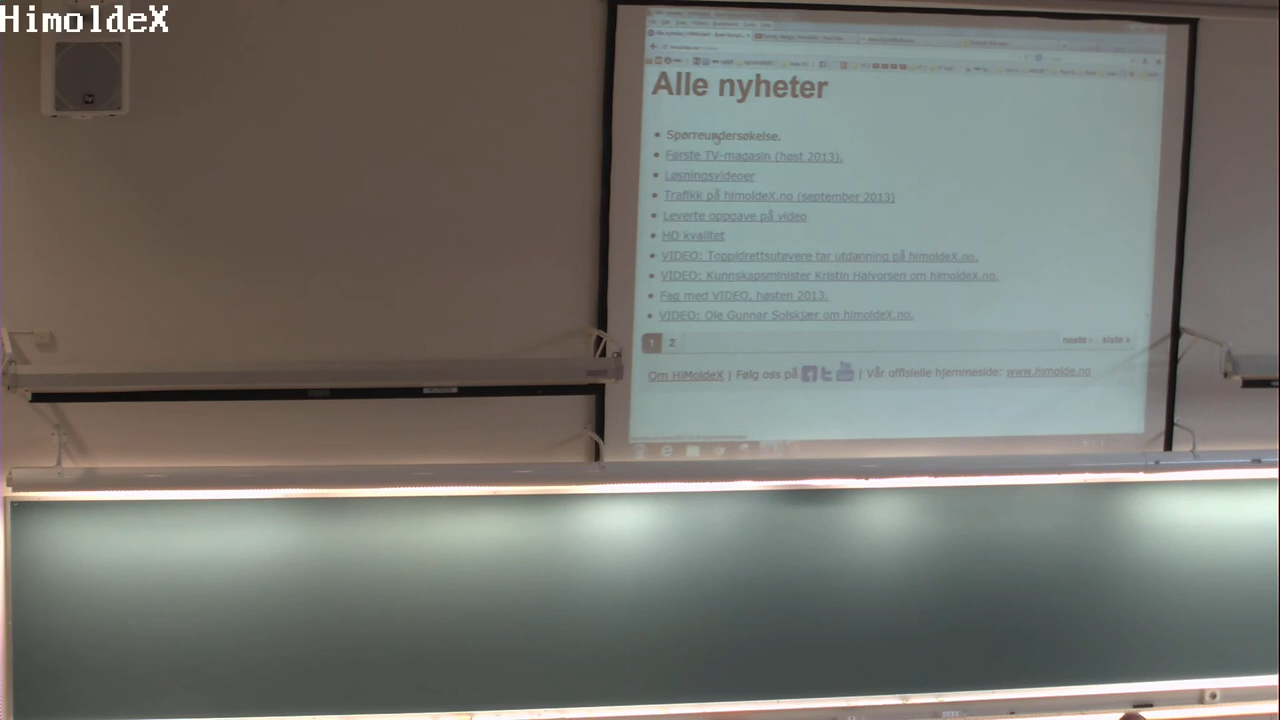 HimoldeX
Alle nyheter
Spørreundersøkelse.
Første TV-magasin (høst 2013).
Løsningsvideoer
Trafikk på himoldeX.no (september 2013)
Leverte oppgave på video
HD kvalitet
VIDEO: Toppidrettsutøvere tar utdanning på himoldeX.no.
VIDEO: Kunnskapsminister Kristin Halvorsen om himoldeX.no.
Fag med VIDEO, høsten 2013.
VIDEO: Ole Gunnar Solskjær om himoldeX.no.
1 2 neste › siste »
Om HiMoldeX | Følg oss på f t You Tube | Vår offisielle hjemmeside: www.himolde.no